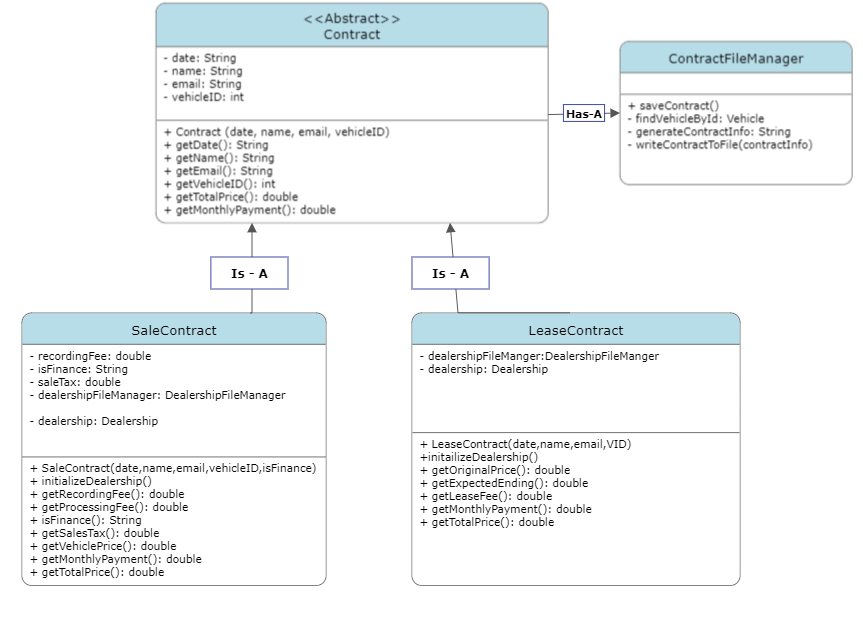 <<Abstract>>
Contract
- date: String
- name: String
- email: String
- vehicleID: int
+ Contract (date, name, email, vehicleID)
+ getDate(): String
+ getName(): String
+ getEmail(): String
+ getVehicleID(): int
+ getTotalPrice(): double
+ getMonthlyPayment(): double
Has-A
ContractFileManager
+ saveContract()
- findVehicleById: Vehicle
- generateContractInfo: String
- writeContractToFile(contractInfo)
Is - A
Is - A
SaleContract
- recordingFee: double
- isFinance: String
- saleTax: double
- dealershipFileManager: DealershipFileManager
- dealership: Dealership
+ SaleContract(date,name,email,vehicleID,isFinance)
+ initializeDealership()
+ getRecordingFee(): double
+ getProcessingFee(): double
+ isFinance(): String
+ getSalesTax(): double
+ getVehiclePrice(): double
+ getMonthlyPayment(): double
+ getTotalPrice(): double
LeaseContract
- dealershipFileManger:DealershipFileManger
- dealership: Dealership
+ LeaseContract(date,name,email,VID)
+initailizeDealership()
+ getOriginalPrice(): double
+ getExpectedEnding(): double
+ getLeaseFee(): double
+ getMonthlyPayment(): double
+ getTotalPrice(): double